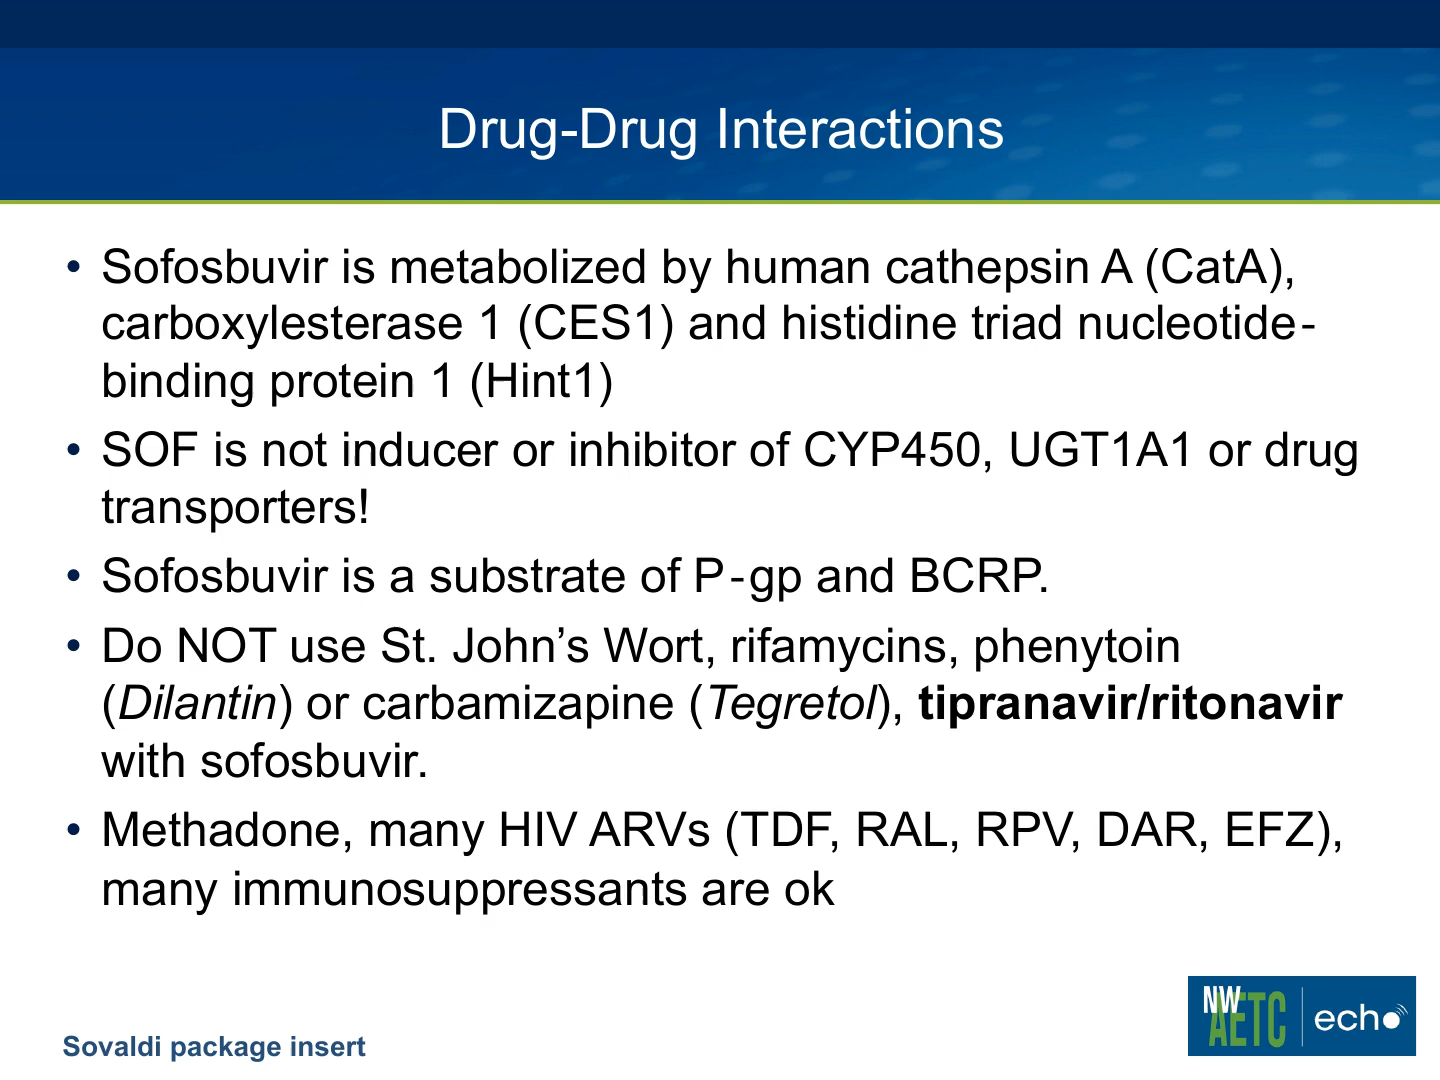 Drug-Drug Interactions
• Sofosbuvir is metabolized by human cathepsin A (CatA),
carboxylesterase 1 (CES1) and histidine triad nucleotide-
binding protein 1 (Hint1)
• SOF is not inducer or inhibitor of CYP450, UGT1A1 or drug
transporters!
• Sofosbuvir is a substrate of P-gp and BCRP.
• Do NOT use St. John’s Wort, rifamycins, phenytoin
(Dilantin) or carbamizapine (Tegretol), tipranavir/ritonavir
with sofosbuvir.
• Methadone, many HIV ARVs (TDF, RAL, RPV, DAR, EFZ),
many immunosuppressants are ok
NW AETC | echo
Sovaldi package insert